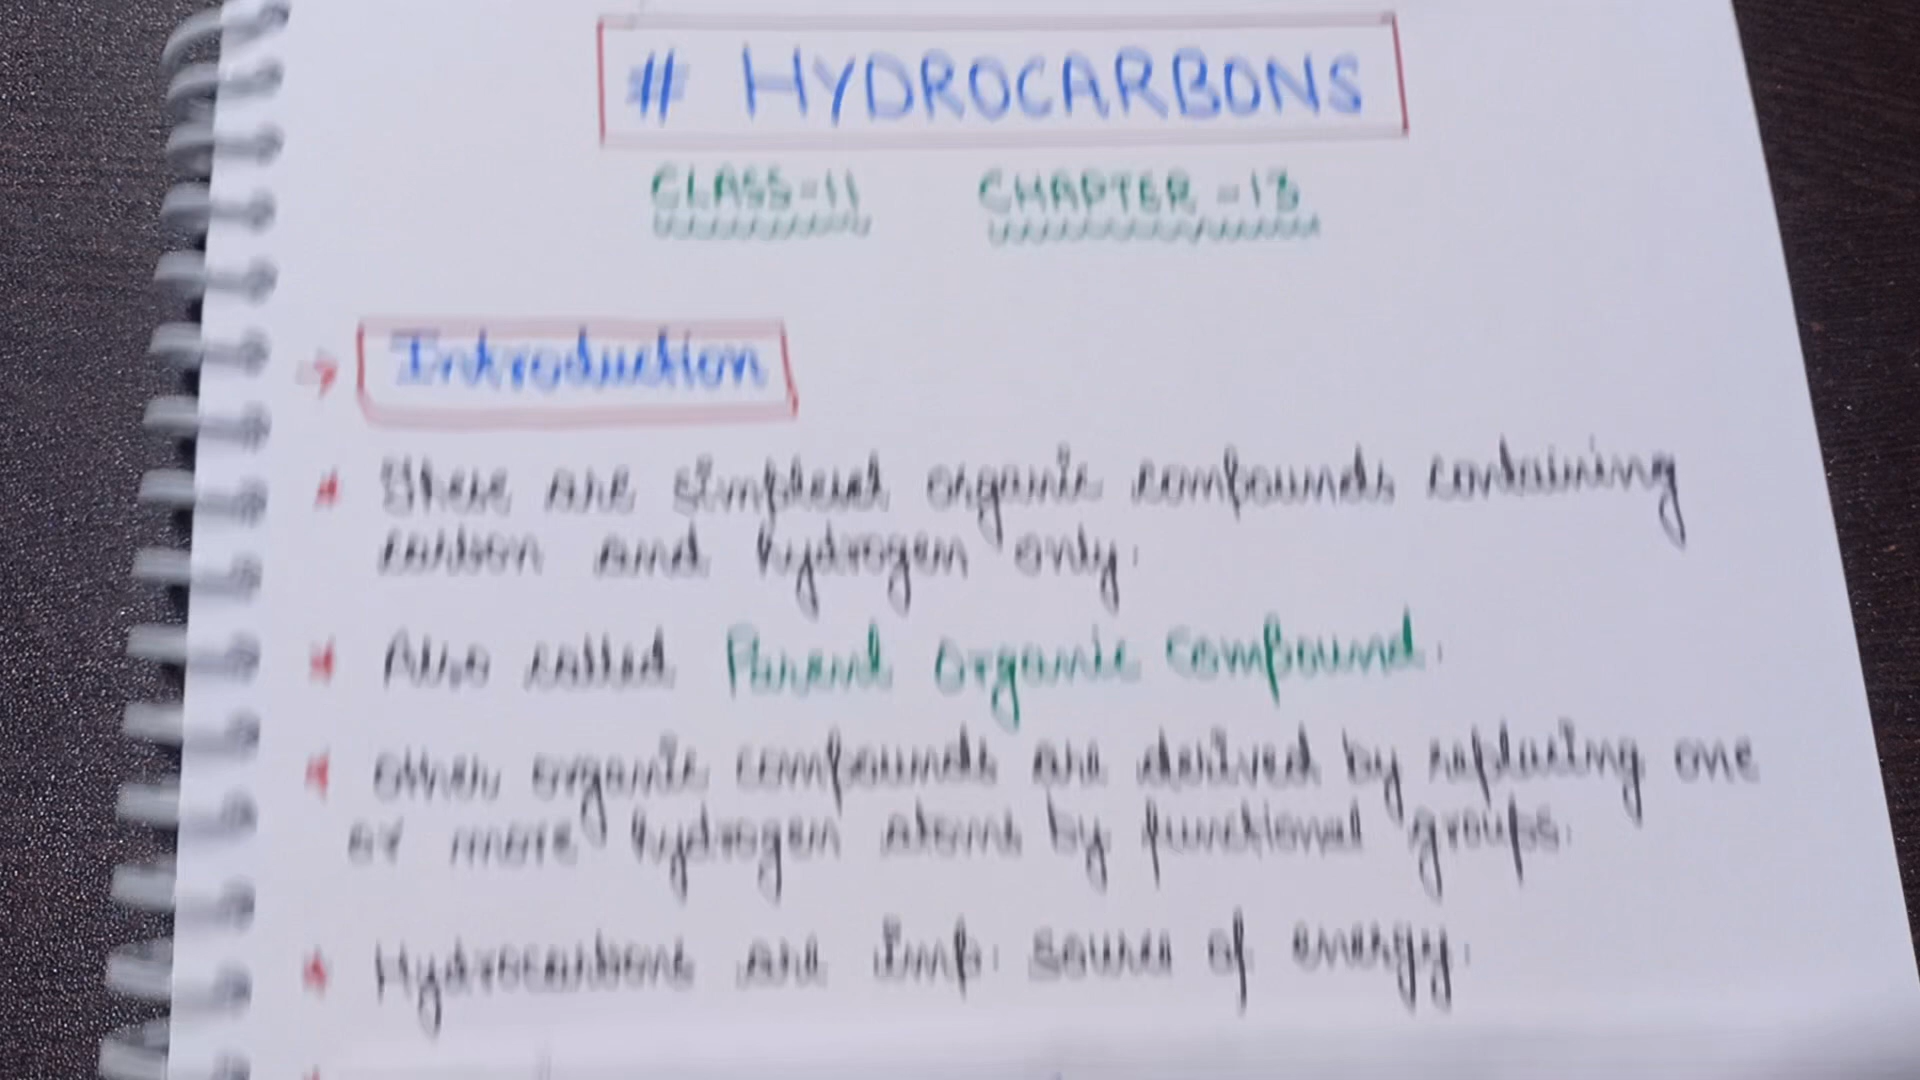 # HYDROCARBONS
CLASS-11 CHAPTER -13
→ Introduction
* These are simplest organic compounds containing
carbon and hydrogen only.
* Also called Parent organic compound.
* other organic compounds are derived by replacing one
or more hydrogen atoms by functional groups.
* Hydrocarbons are imp. source of energy.